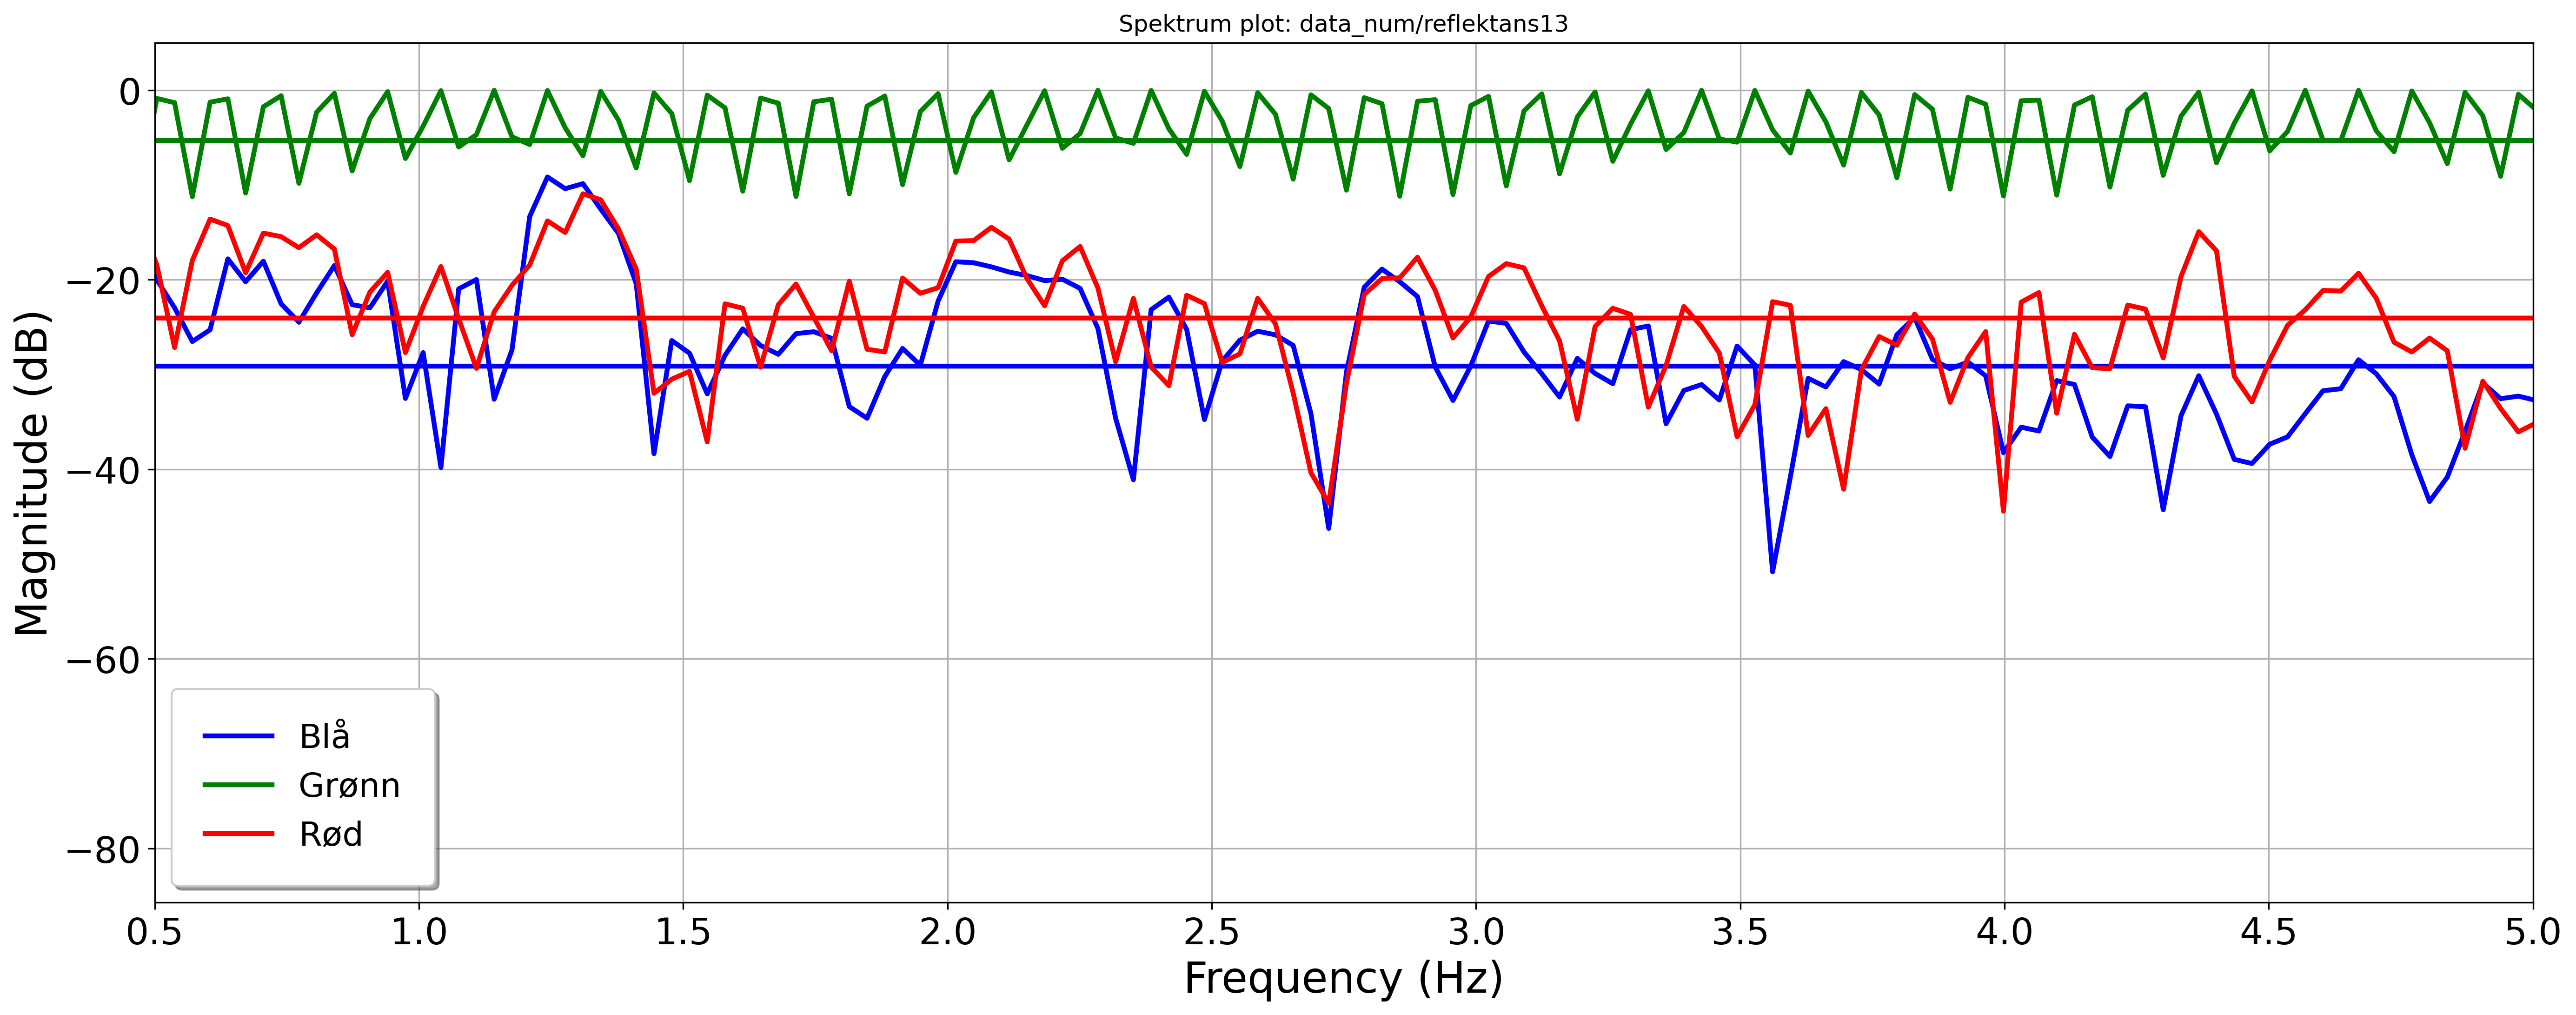 Spektrum plot: data_num/reflektans13
Magnitude (dB)
0
−20
−40
−60
−80
Blå
Grønn
Rød
0.5 1.0 1.5 2.0 2.5 3.0 3.5 4.0 4.5 5.0
Frequency (Hz)